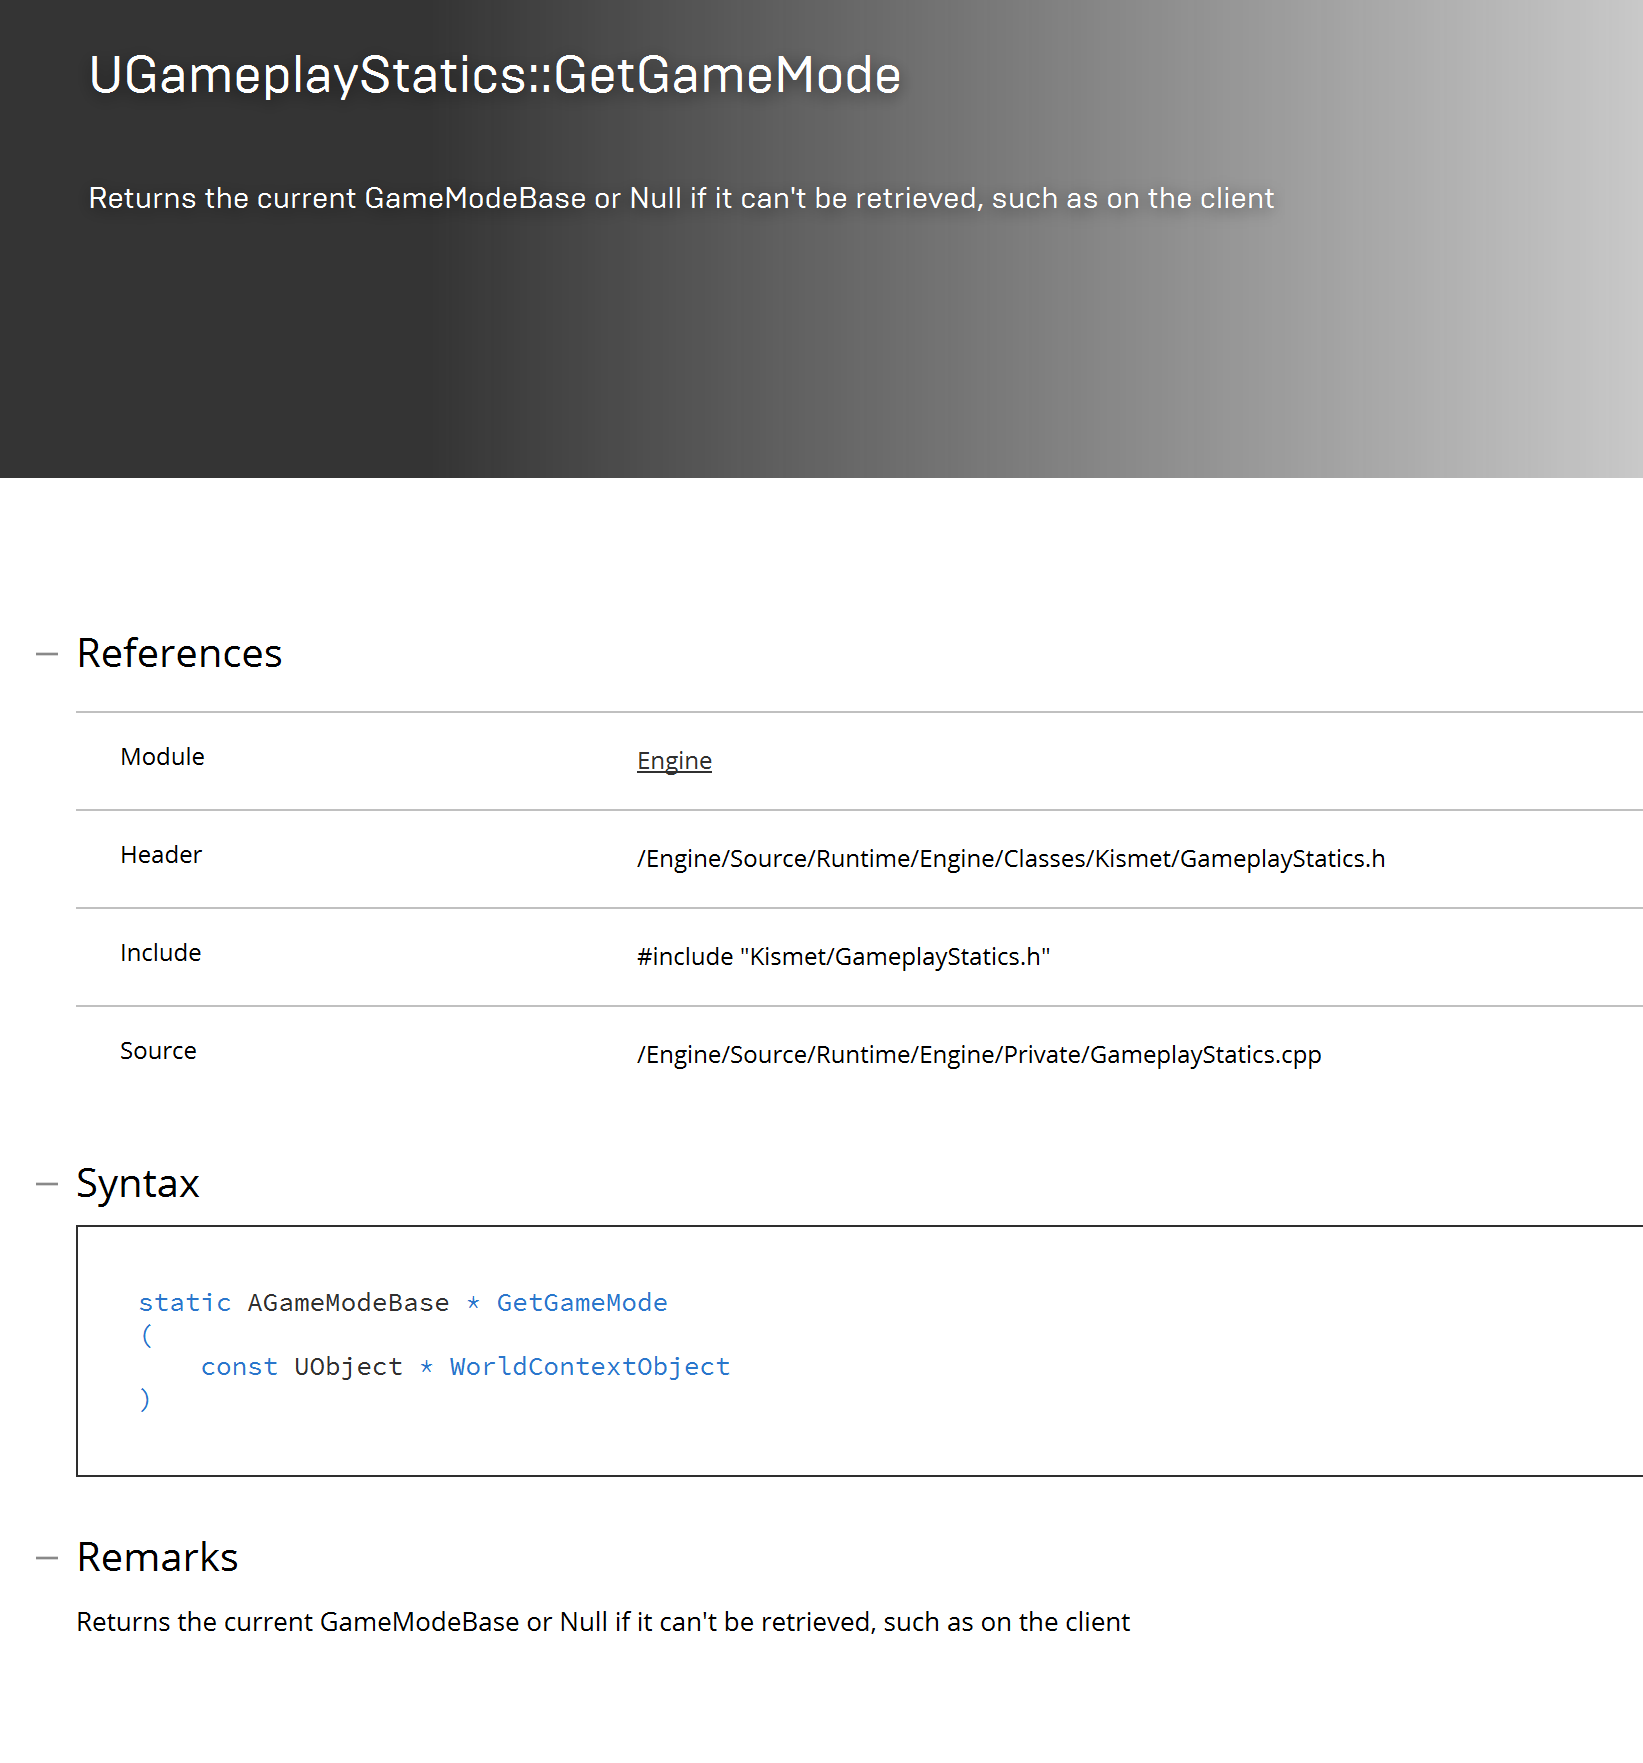 UGameplayStatics::GetGameMode
Returns the current GameModeBase or Null if it can't be retrieved, such as on the client
References
Module Engine
Header /Engine/Source/Runtime/Engine/Classes/Kismet/GameplayStatics.h
Include #include "Kismet/GameplayStatics.h"
Source /Engine/Source/Runtime/Engine/Private/GameplayStatics.cpp
Syntax
static AGameModeBase * GetGameMode
(
    const UObject * WorldContextObject
)
Remarks
Returns the current GameModeBase or Null if it can't be retrieved, such as on the client